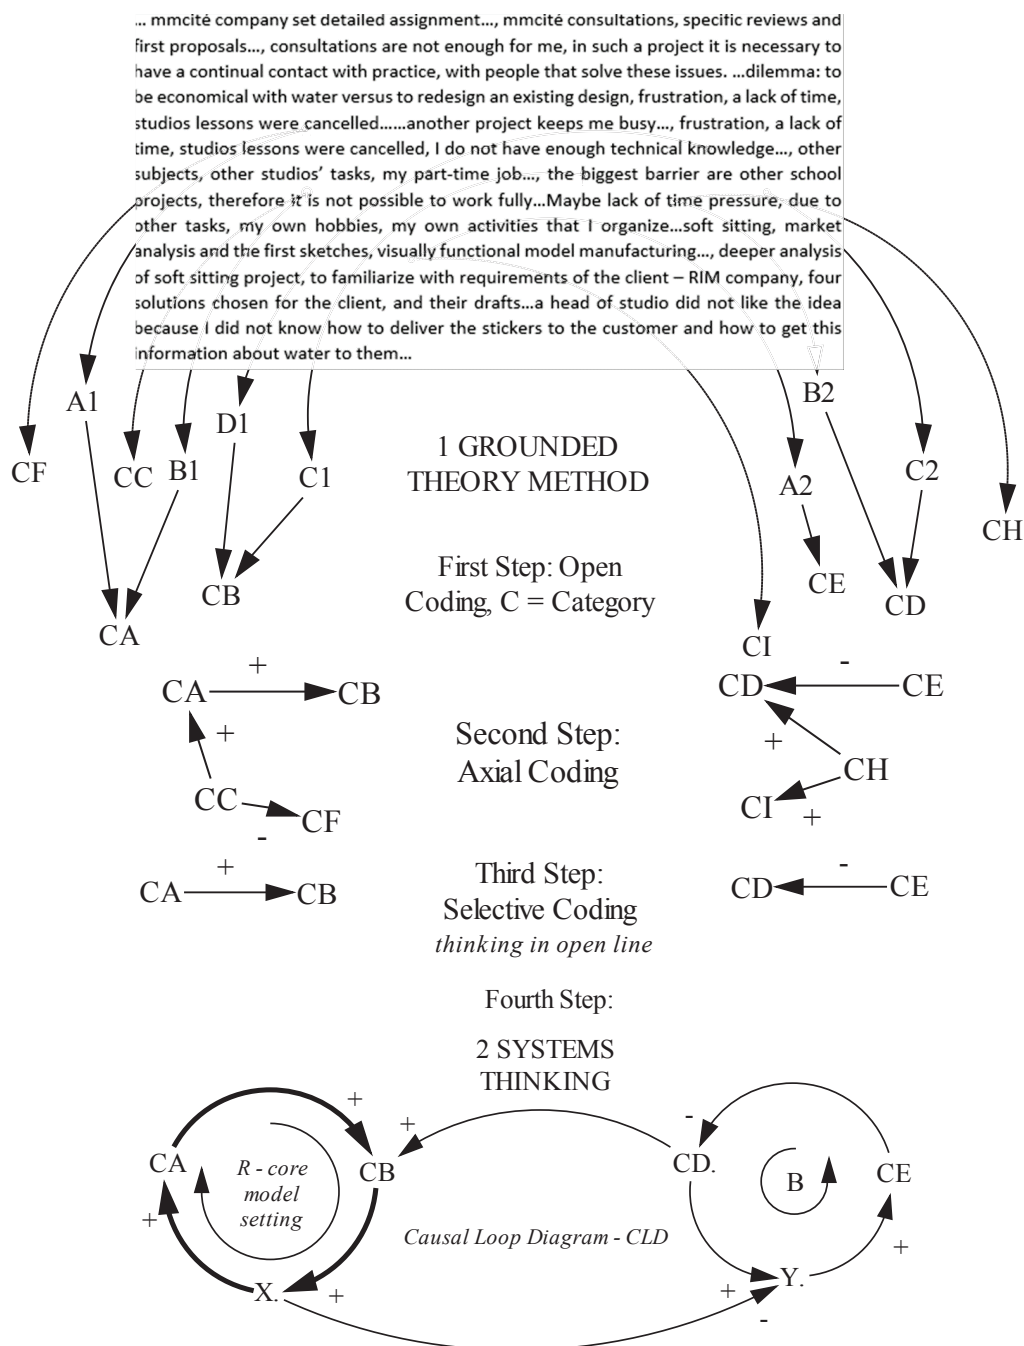 ... mmcité company set detailed assignment..., mmcité consultations, specific reviews and
first proposals..., consultations are not enough for me, in such a project it is necessary to
have a continual contact with practice, with people that solve these issues. ...dilemma: to
be economical with water versus to redesign an existing design, frustration, a lack of time,
studios lessons were cancelled......another project keeps me busy..., frustration, a lack of
time, studios lessons were cancelled, I do not have enough technical knowledge..., other
subjects, other studios' tasks, my part-time job..., the biggest barrier are other school
projects, therefore it is not possible to work fully...Maybe lack of time pressure, due to
other tasks, my own hobbies, my own activities that I organize...soft sitting, market
analysis and the first sketches, visually functional model manufacturing..., deeper analysis
of soft sitting project, to familiarize with requirements of the client – RIM company, four
solutions chosen for the client, and their drafts...a head of studio did not like the idea
because I did not know how to deliver the stickers to the customer and how to get this
information about water to them...
A1 D1 B2
CF CC B1 C1 A2 C2 CH
1 GROUNDED
THEORY METHOD
First Step: Open
Coding, C = Category
CA CB CI CE CD
CA + CB CD - CE
+ +
Second Step:
Axial Coding
CC CF CI CH
- +
CA + CB CD - CE
Third Step:
Selective Coding
thinking in open line
Fourth Step:
2 SYSTEMS
THINKING
+ + -
CA CB CD. CE
R - core
model
setting
B
+ +
Causal Loop Diagram - CLD
X. + + Y.
-